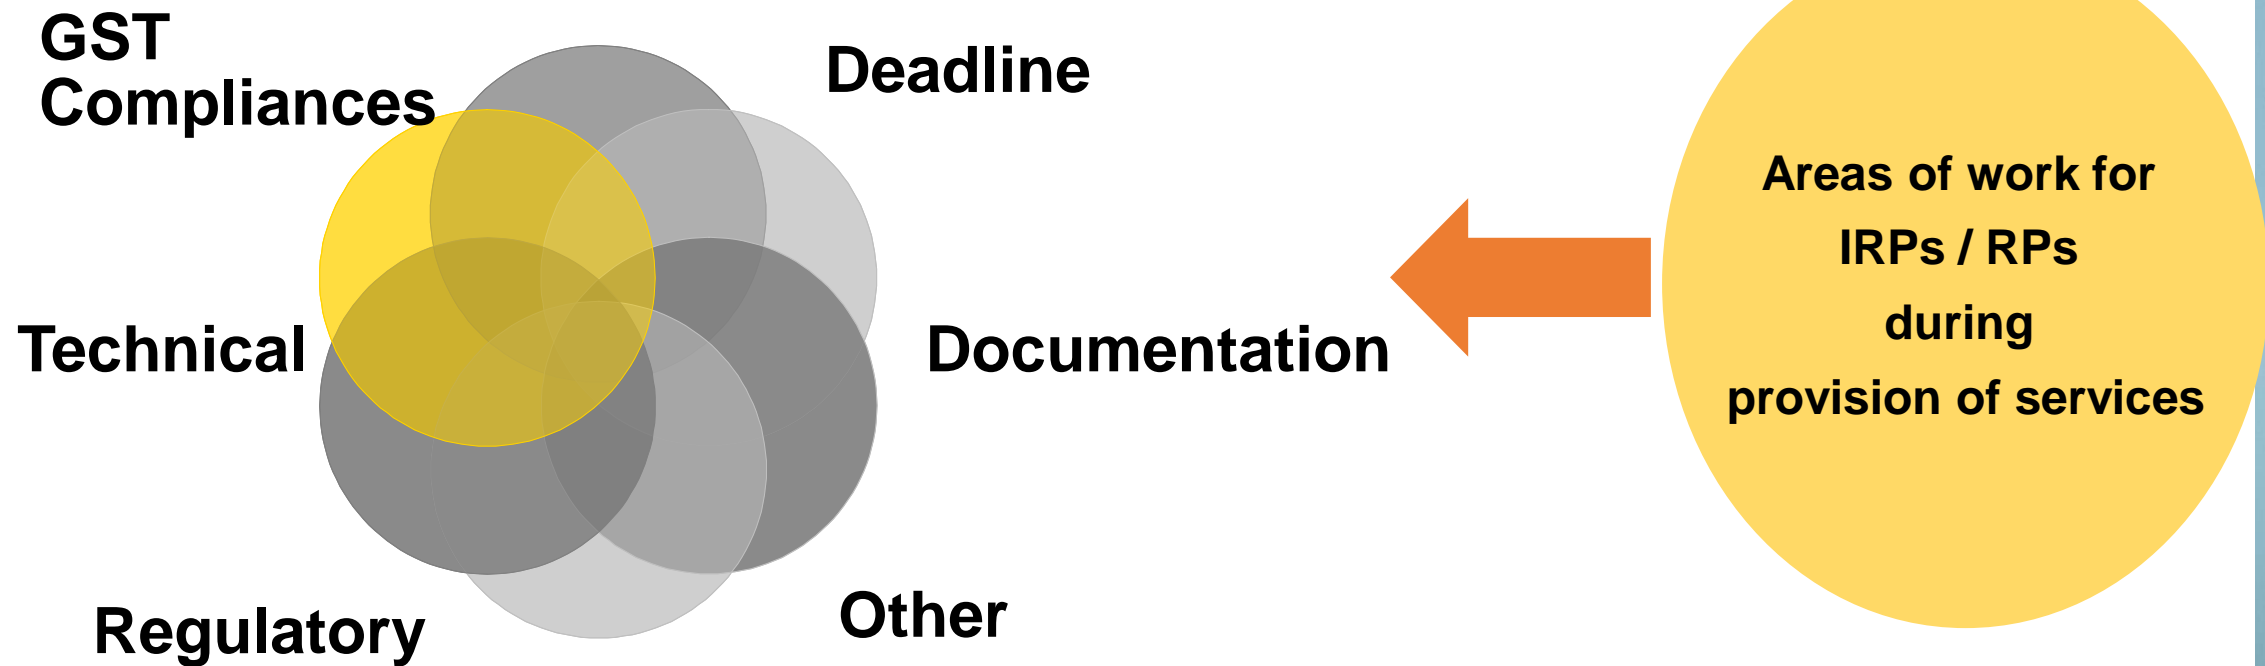 GST
Compliances
Deadline
Technical
Documentation
Regulatory
Other
Areas of work for
IRPs / RPs
during
provision of services